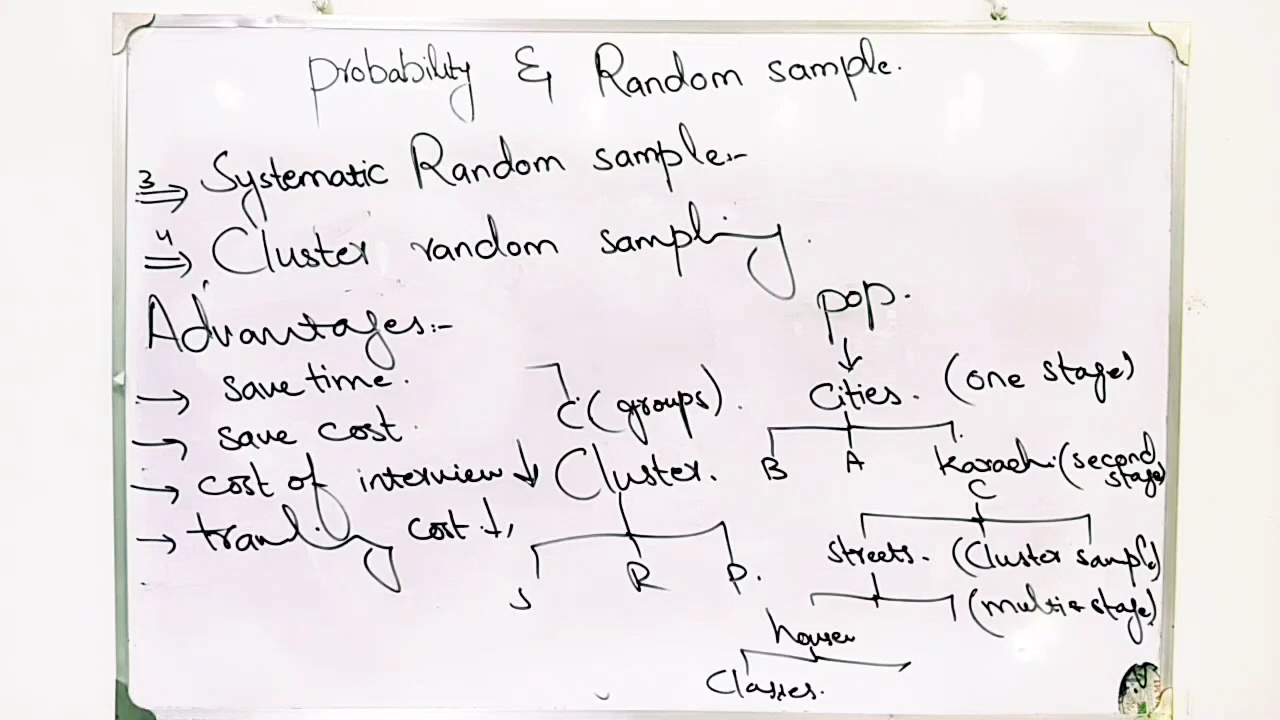 probability & Random sample.
3 ⇒ Systematic Random sample:-
4 ⇒ Cluster random sampling.
Advantages:-
→ save time.
→ save cost.
→ cost of interview ↓
→ cost ↓,
C (groups).
Cluster.
S R P.
pop.
↓
Cities. (one stage)
B A Karachi (second stage)
C
streets. (Cluster sample)
(multi stage)
houses
Classes.